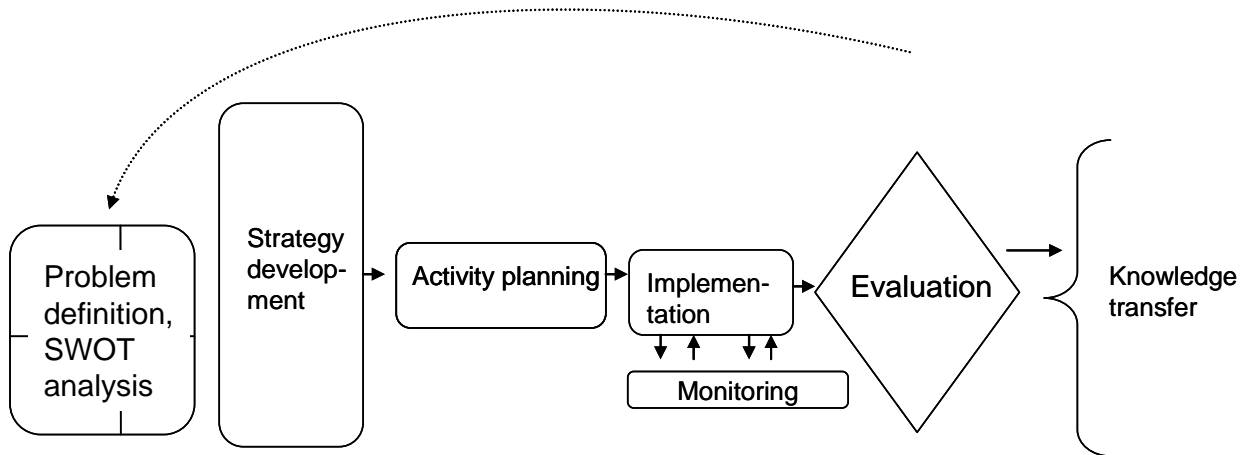 Problem
definition,
SWOT
analysis
Strategy
develop-
ment
Activity planning
Implemen-
tation
Monitoring
Evaluation
Knowledge
transfer